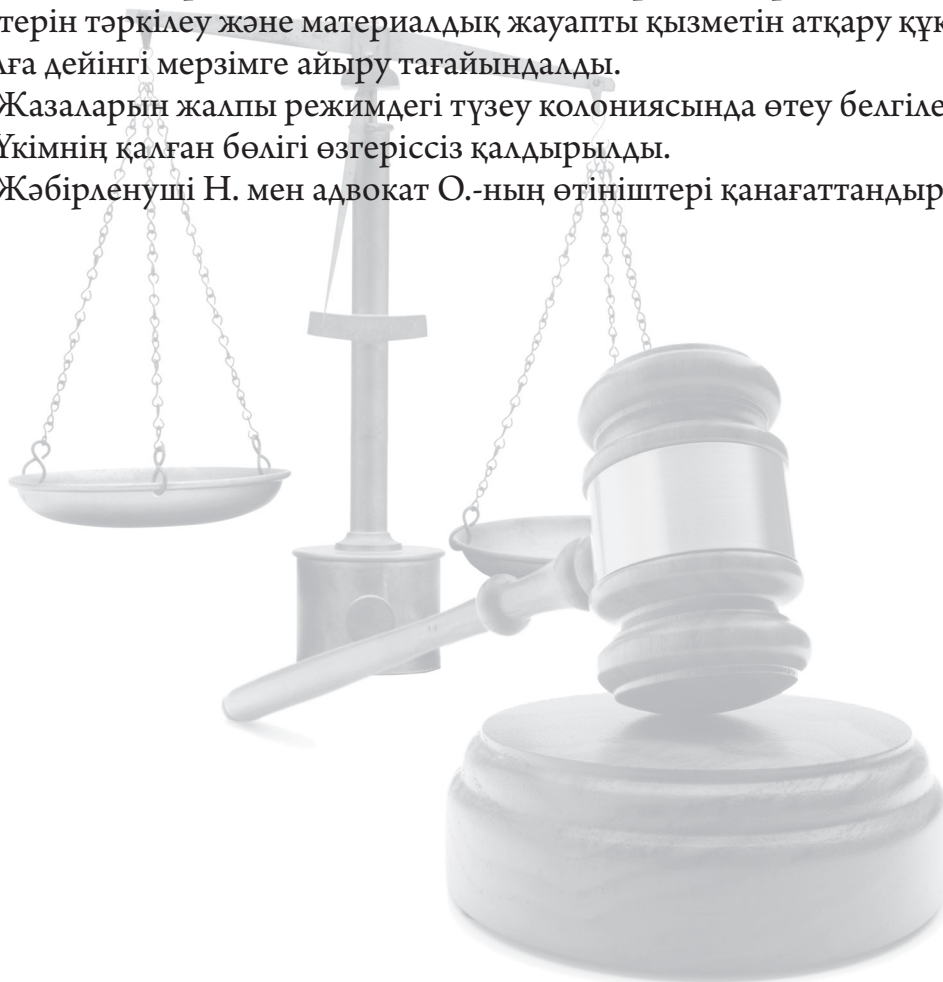 терін тәркілеу және материалдық жауапты қызметін атқару құқ
лға дейінгі мерзімге айыру тағайындалды.
Жазаларын жалпы режимдегі түзеу колониясында өтеу белгіле
Үкімнің қалған бөлігі өзгеріссіз қалдырылды.
Жәбірленуші Н. мен адвокат О.-ның өтініштері қанағаттандыр